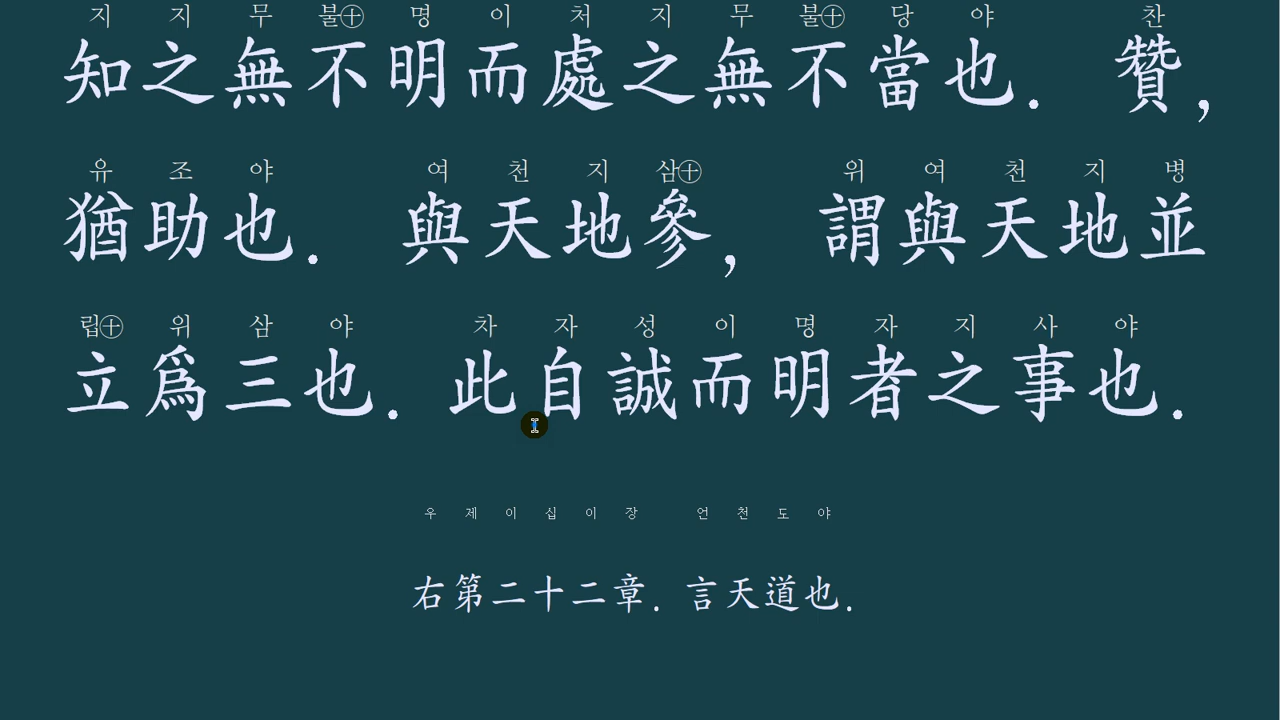 지 지 무 불㊉ 명 이 처 지 무 불㊉ 당 야 찬
知之無不明而處之無不當也. 贊,
유 조 야 여 천 지 삼㊉ 위 여 천 지 병
猶助也. 與天地參, 謂與天地並
립㊉ 위 삼 야 차 자 성 이 명 자 지 사 야
立爲三也. 此自誠而明者之事也.
우 제 이 십 이 장 언 천 도 야
右第二十二章. 言天道也.